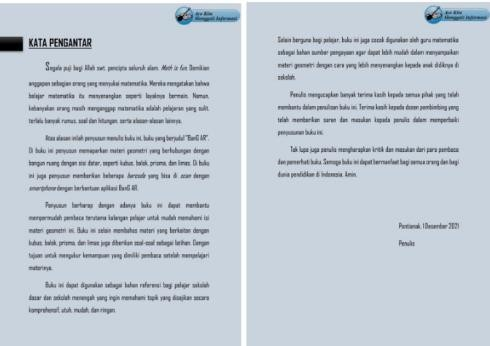 Ayo Kita
Menggali Informasi
KATA PENGANTAR
Segala puji bagi Allah swt. pencipta seluruh alam. Math is fun. Demikian
anggapan sebagian orang yang menyukai matematika. Mereka mengatakan bahwa
belajar matematika itu menyenangkan seperti layaknya bermain. Namun,
kebanyakan orang masih menganggap matematika adalah pelajaran yang sulit,
terlalu banyak rumus, soal dan hitungan, serta alasan-alasan lainnya.
Atas alasan inilah penyusun menulis buku ini, buku yang berjudul "BanG AR".
Di buku ini penyusun memaparkan materi geometri yang berhubungan dengan
bangun ruang dengan sisi datar, seperti kubus, balok, prisma, dan limas. Di buku
ini juga penyusun memberikan beberapa barcode yang bisa di scan dengan
smartphone dengan berbantuan aplikasi BanG AR.
Penyusun berharap dengan adanya buku ini dapat membantu
mempermudah pembaca terutama kalangan pelajar untuk mudah memahami isi
materi geometri ini. Buku ini selain membahas materi yang berkaitan dengan
kubus, balok, prisma, dan limas juga diberikan soal-soal sebagai latihan. Dengan
tujuan untuk mengukur kemampuan yang dimiliki pembaca setelah mempelajari
materinya.
Buku ini dapat digunakan sebagai bahan referensi bagi pelajar sekolah
dasar dan sekolah menengah yang ingin memahami topik yang disajikan secara
komprehensif, utuh, mudah, dan ringan.
Ayo Kita
Menggali Informasi
Selain berguna bagi pelajar, buku ini juga cocok digunakan oleh guru matematika
sebagai bahan sumber pengayaan agar dapat lebih mudah dalam menyampaikan
materi geometri dengan cara yang lebih menyenangkan kepada anak didiknya di
sekolah.
Penulis mengucapkan banyak terima kasih kepada semua pihak yang telah
membantu dalam penulisan buku ini. Terima kasih kepada dosen pembimbing yang
telah memberikan saran dan masukan kepada penulis dalam memperbaiki
penyusunan buku ini.
Tak lupa juga penulis mengharapkan kritik dan masukan dari para pembaca
dan pemerhati buku. Semoga buku ini dapat bermanfaat bagi semua orang dan bagi
dunia pendidikan di Indonesia. Amin.
Pontianak, 1 Desember 2021
Penulis